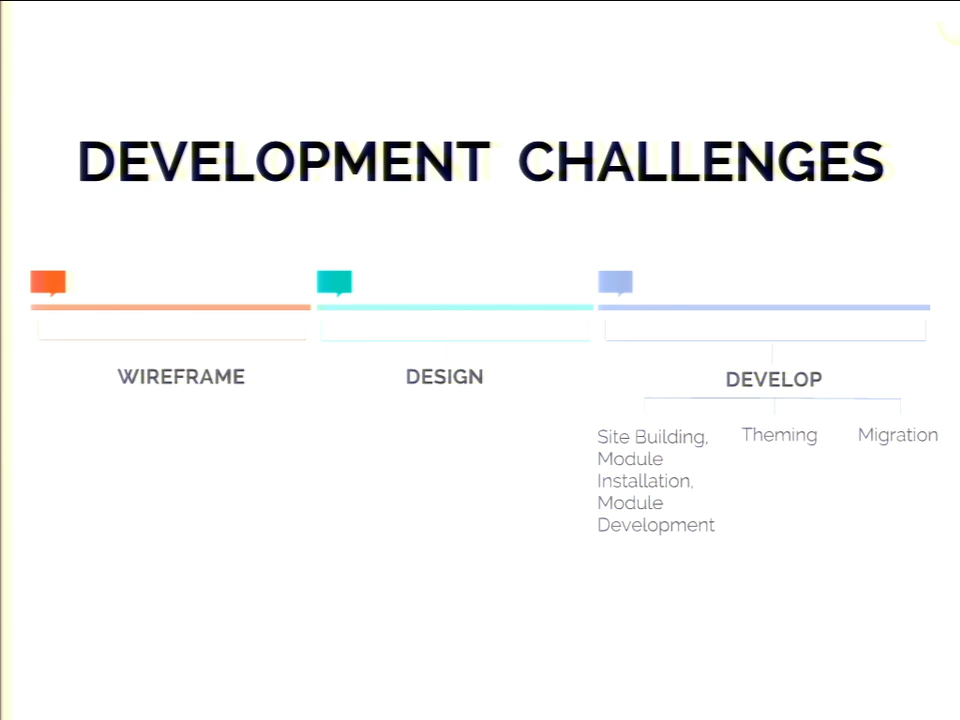 DEVELOPMENT CHALLENGES
WIREFRAME
DESIGN
DEVELOP
Site Building,
Module
Installation,
Module
Development
Theming
Migration